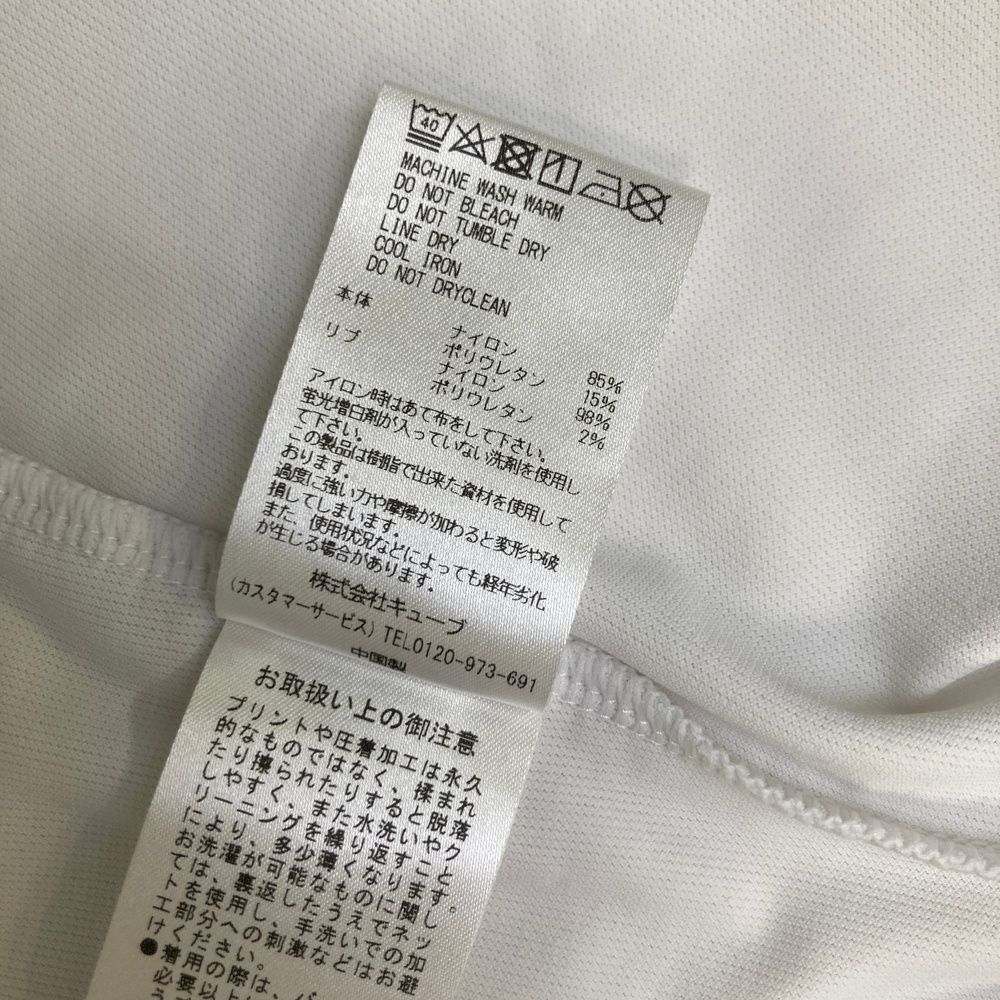 40
MACHINE WASH WARM
DO NOT BLEACH
DO NOT TUMBLE DRY
LINE DRY
COOL IRON
DO NOT DRYCLEAN
本体 ナイロン 85%
ポリウレタン 15%
リブ ナイロン 98%
ポリウレタン 2%
アイロン時はあて布をして下さい。
蛍光増白剤が入っていない洗剤を使用し
て下さい。
この製品は樹脂で出来た資材を使用して
おります。
過度に強い力や摩擦が加わると変形や破
損してしまいます。
また、使用状況などによっても経年劣化
が生じる場合があります。
株式会社キューブ
(カスタマーサービス) TEL0120-973-691
中国製
お取扱い上の御注意
プリントや圧着加工は永久
的なものではなく、揉まれ
たり擦られたりすると脱落
しやすく、また水洗いやク
リーニングを繰り返すこと
により、多少薄くなります。
お洗濯が可能なものに関し
ては、裏返したうえでネッ
トを使用し、手洗いでの加
工部分への刺激などはお避
けください。
●着用の際は、バ
必要以上に